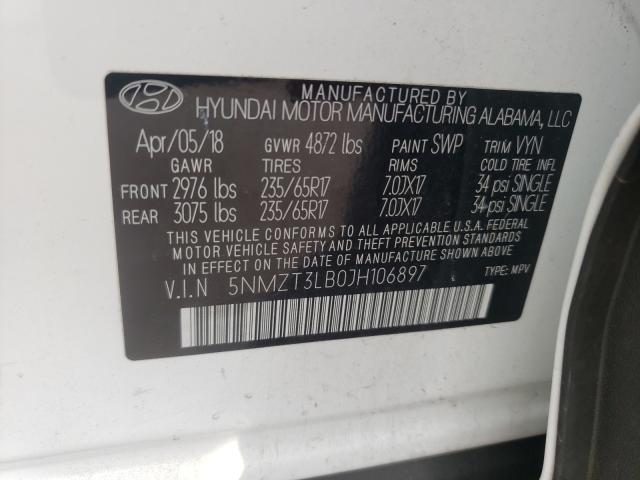 MANUFACTURED BY
HYUNDAI MOTOR MANUFACTURING ALABAMA, LLC
Apr/05/18 GVWR 4872 lbs PAINT SWP TRIM VYN
GAWR TIRES RIMS COLD TIRE INFL
FRONT 2976 lbs 235/65R17 7.0JX17 34 psi SINGLE
REAR 3075 lbs 235/65R17 7.0JX17 34 psi SINGLE
THIS VEHICLE CONFORMS TO ALL APPLICABLE U.S.A. FEDERAL
MOTOR VEHICLE SAFETY AND THEFT PREVENTION STANDARDS
IN EFFECT ON THE DATE OF MANUFACTURE SHOWN ABOVE.
V.I.N 5NMZT3LB0JH106897 TYPE: MPV